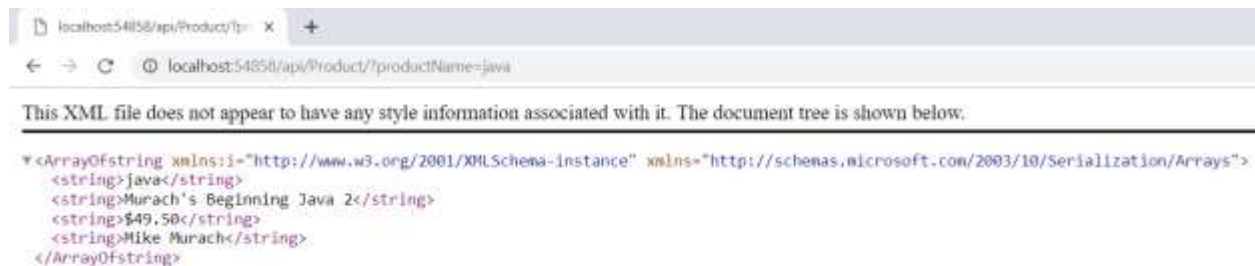 localhost:54858/api/Product/?pr
localhost:54858/api/Product/?productName=java
This XML file does not appear to have any style information associated with it. The document tree is shown below.
▼<ArrayOfstring xmlns:i="http://www.w3.org/2001/XMLSchema-instance" xmlns="http://schemas.microsoft.com/2003/10/Serialization/Arrays">
<string>java</string>
<string>Murach's Beginning Java 2</string>
<string>$49.50</string>
<string>Mike Murach</string>
</ArrayOfstring>